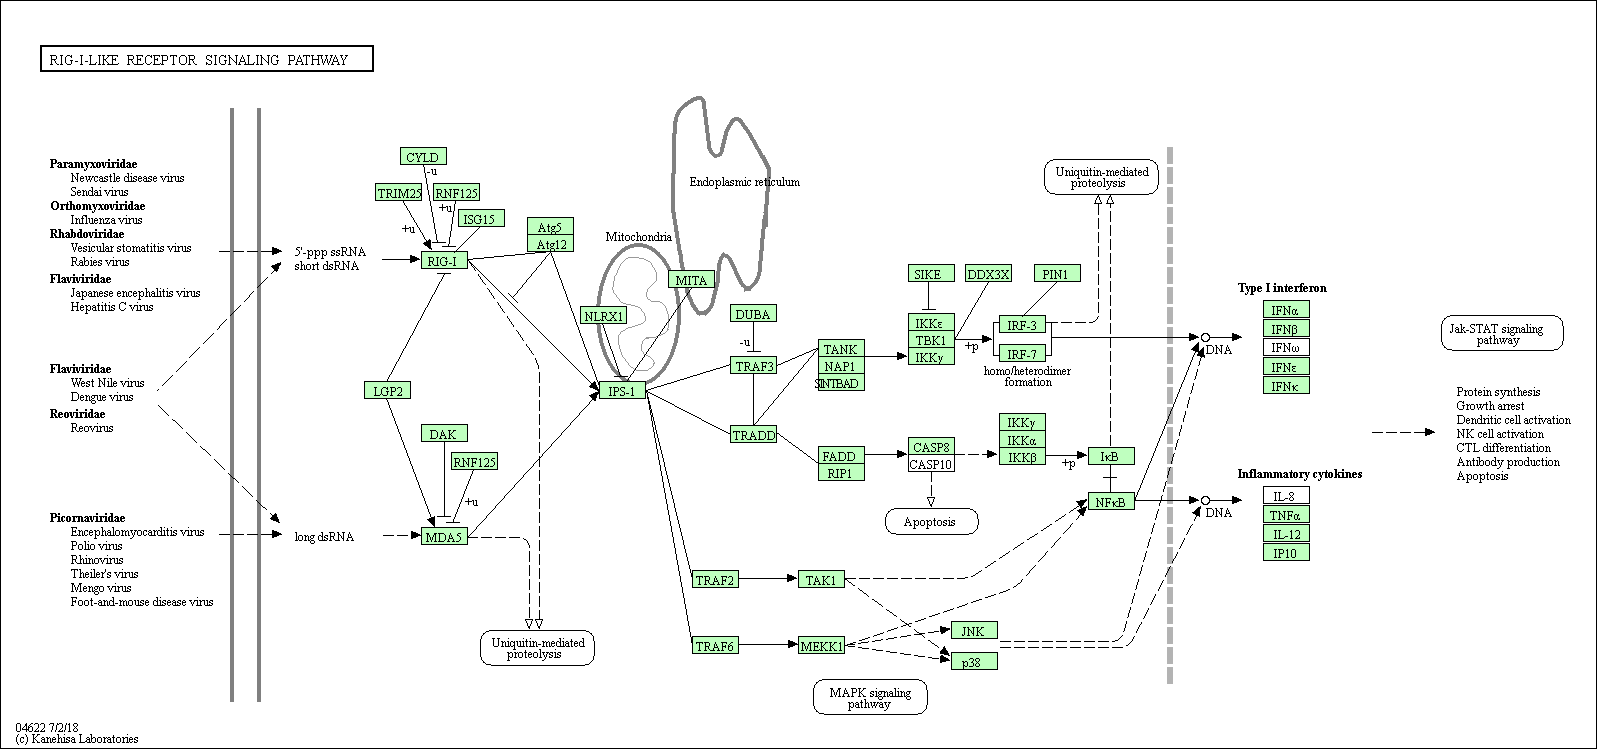 RIG-I-LIKE RECEPTOR SIGNALING PATHWAY
Paramyxoviridae
Newcastle disease virus
Sendai virus
Orthomyxoviridae
Influenza virus
Rhabdoviridae
Vesicular stomatitis virus
Rabies virus
Flaviviridae
Japanese encephalitis virus
Hepatitis C virus
Flaviviridae
West Nile virus
Dengue virus
Reoviridae
Reovirus
Picornaviridae
Encephalomyocarditis virus
Polio virus
Rhinovirus
Theiler's virus
Mengo virus
Foot-and-mouse disease virus
5'-ppp ssRNA
short dsRNA
long dsRNA
CYLD
-u
TRIM25
RNF125
+u
+u
ISG15
RIG-I
Atg5
Atg12
LGP2
DAK
RNF125
+u
MDA5
Uniquitin-mediated
proteolysis
Mitochondria
Endoplasmic reticulum
MITA
NLRX1
IPS-1
DUBA
-u
TRAF3
TRADD
TANK
NAP1
SINTBAD
FADD
RIP1
TRAF2
TAK1
TRAF6
MEKK1
MAPK signaling
pathway
SIKE
DDX3X
PIN1
IKKε
TBK1
IKKγ
+p
IRF-3
IRF-7
homo/heterodimer
formation
CASP8
CASP10
Apoptosis
IKKγ
IKKα
IKKβ
+p
IκB
NFκB
JNK
p38
Uniquitin-mediated
proteolysis
DNA
DNA
Type I interferon
IFNα
IFNβ
IFNω
IFNε
IFNκ
Inflammatory cytokines
IL-8
TNFα
IL-12
IP10
Jak-STAT signaling
pathway
Protein synthesis
Growth arrest
Dendritic cell activation
NK cell activation
CTL differentiation
Antibody production
Apoptosis
04622 7/2/18
(c) Kanehisa Laboratories